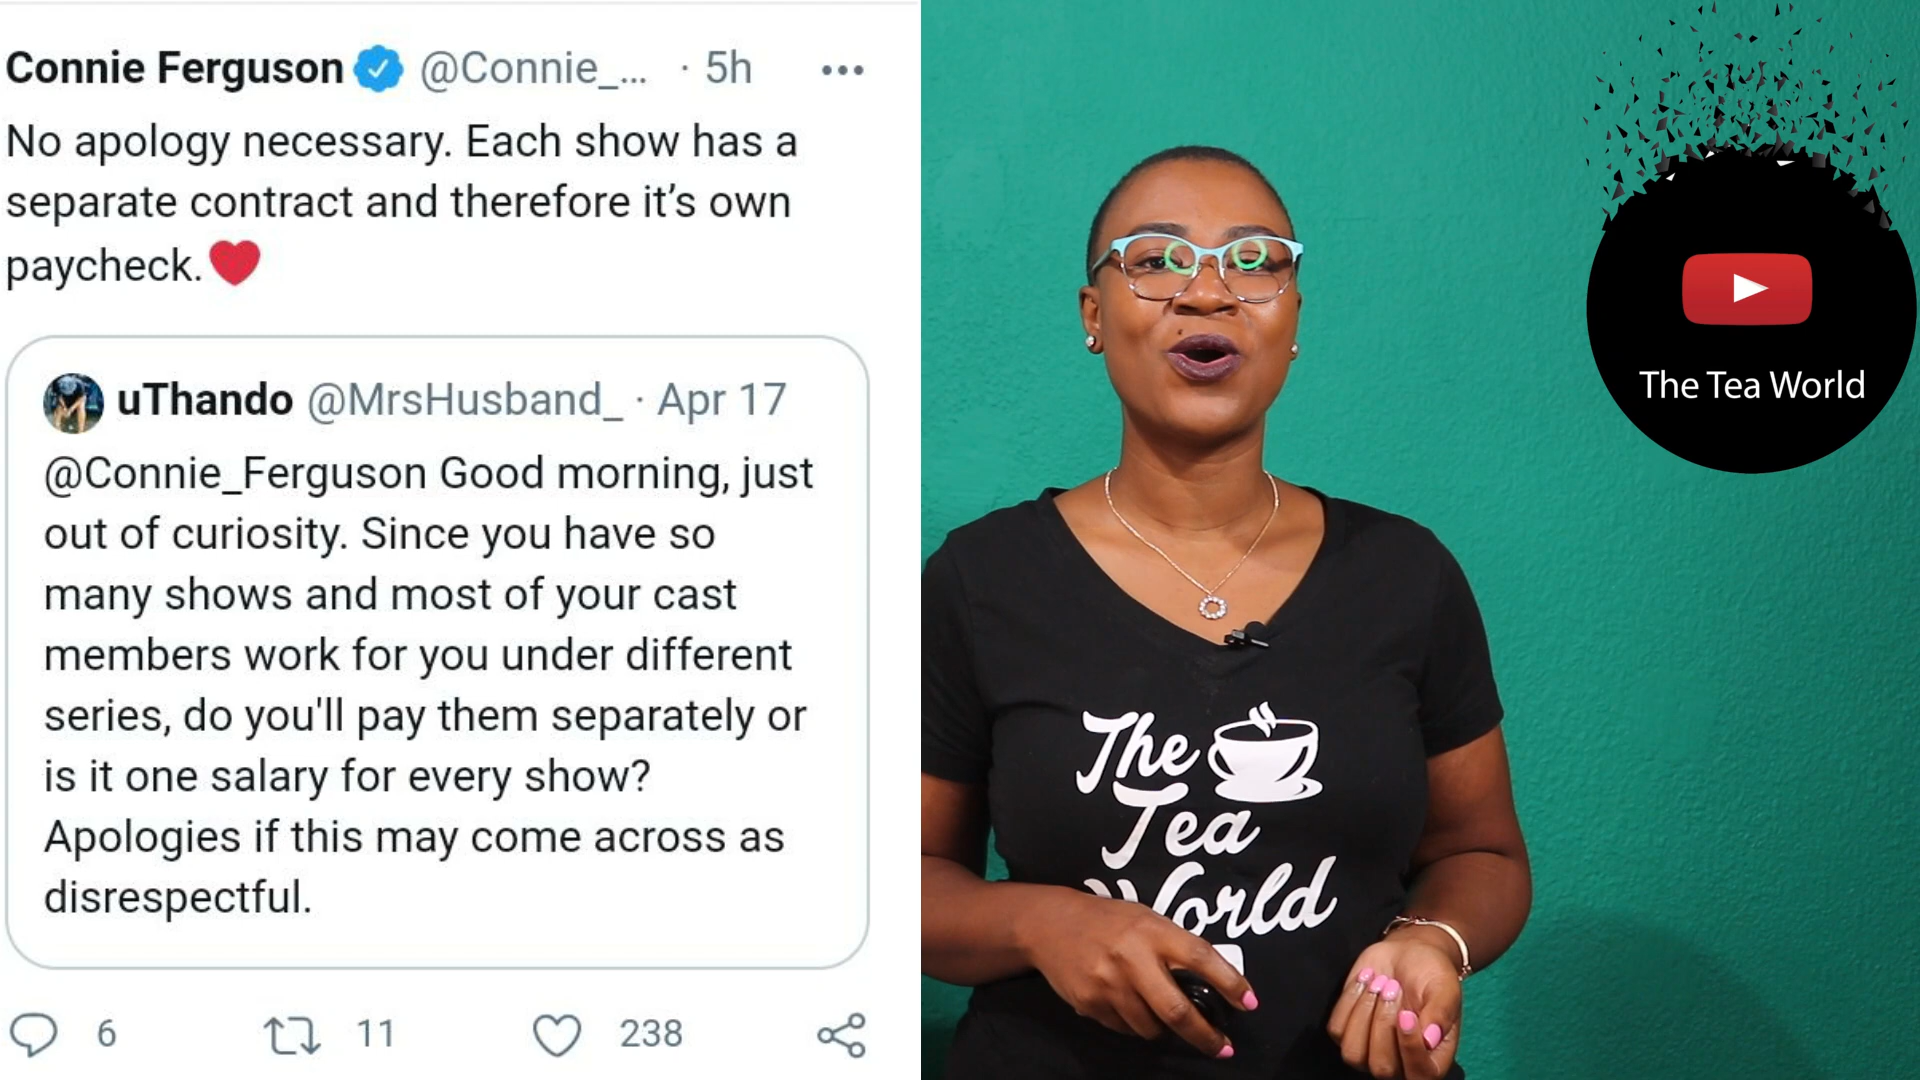 Connie Ferguson @Connie_... · 5h
No apology necessary. Each show has a
separate contract and therefore it’s own
paycheck.❤️
uThando @MrsHusband_ · Apr 17
@Connie_Ferguson Good morning, just
out of curiosity. Since you have so
many shows and most of your cast
members work for you under different
series, do you'll pay them separately or
is it one salary for every show?
Apologies if this may come across as
disrespectful.
6 11 238
The Tea World
The
Tea
World